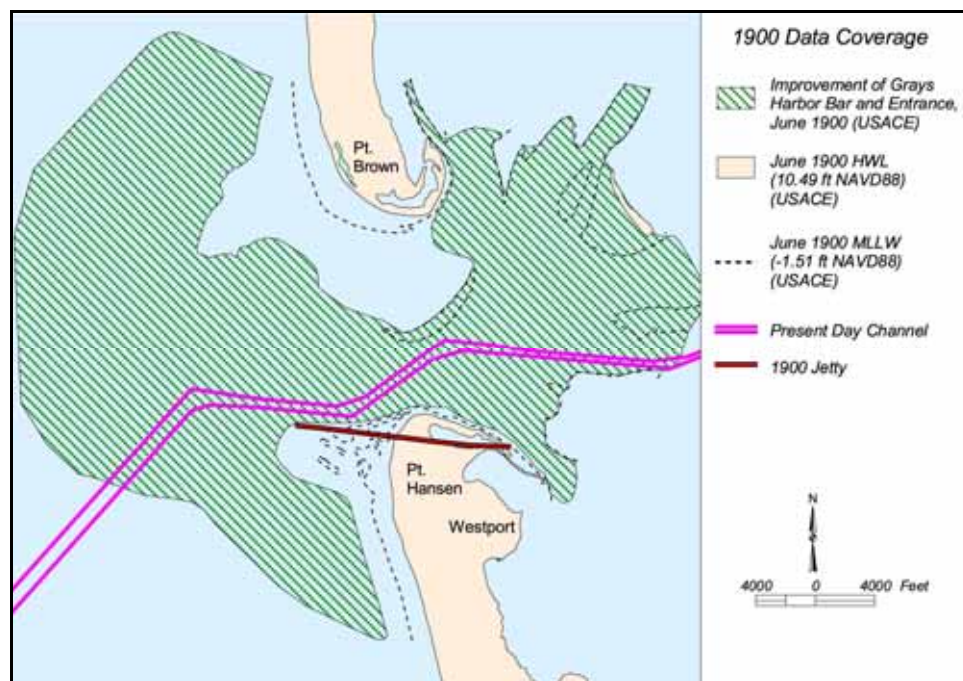 1900 Data Coverage
Improvement of Grays
Harbor Bar and Entrance,
June 1900 (USACE)
June 1900 HWL
(10.49 ft NAVD88)
(USACE)
June 1900 MLLW
(-1.51 ft NAVD88)
(USACE)
Present Day Channel
1900 Jetty
Pt.
Brown
Pt.
Hansen
Westport
N
4000 0 4000 Feet